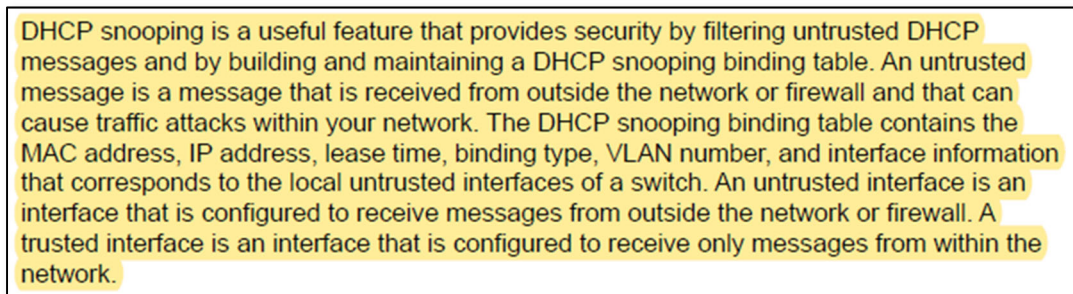 DHCP snooping is a useful feature that provides security by filtering untrusted DHCP
messages and by building and maintaining a DHCP snooping binding table. An untrusted
message is a message that is received from outside the network or firewall and that can
cause traffic attacks within your network. The DHCP snooping binding table contains the
MAC address, IP address, lease time, binding type, VLAN number, and interface information
that corresponds to the local untrusted interfaces of a switch. An untrusted interface is an
interface that is configured to receive messages from outside the network or firewall. A
trusted interface is an interface that is configured to receive only messages from within the
network.